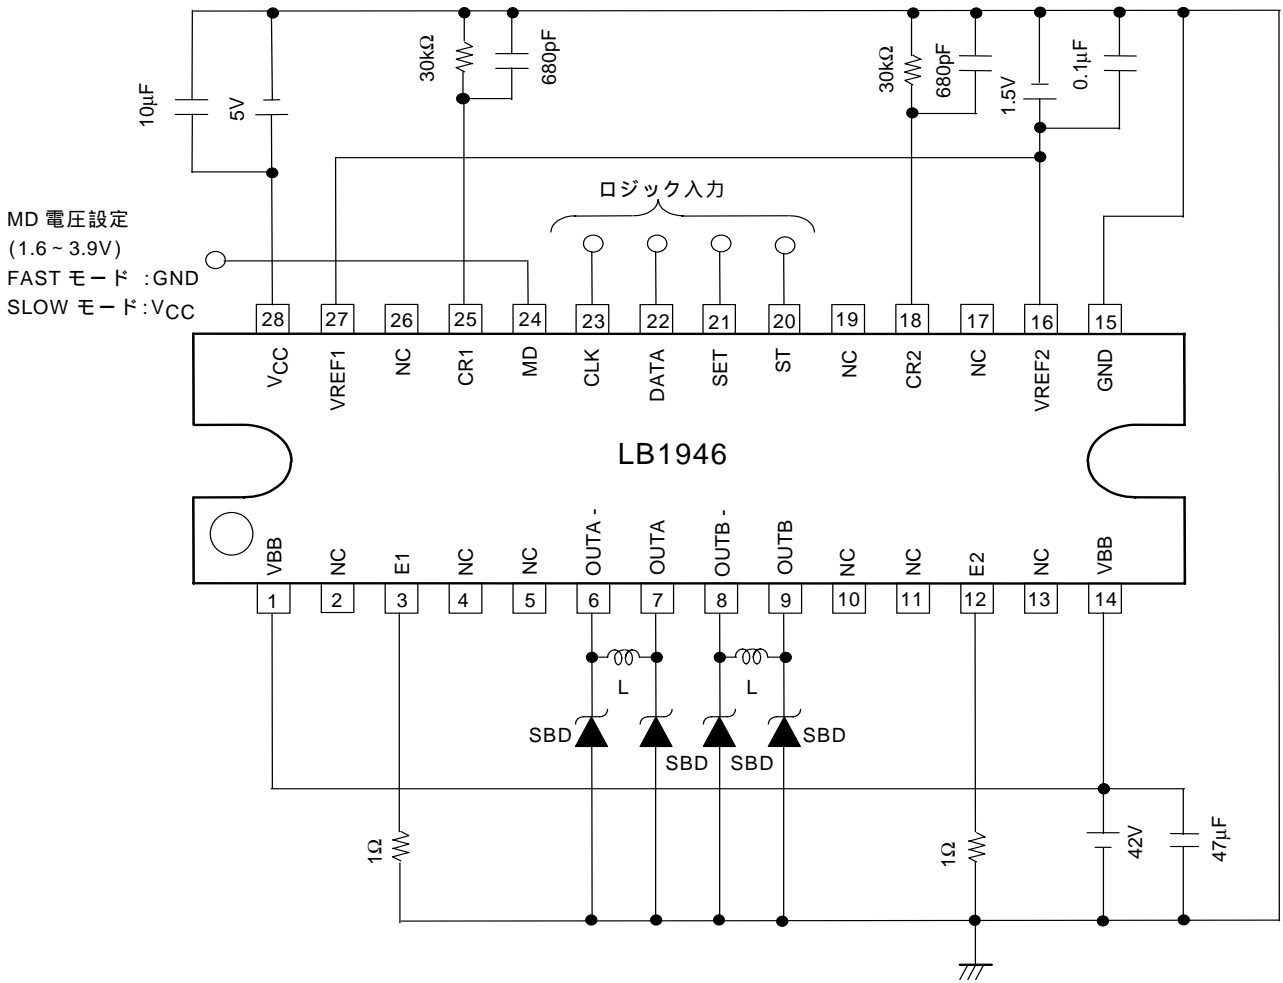 10μF
5V
30kΩ
680pF
30kΩ
680pF
1.5V
0.1μF
ロジック入力
MD 電圧設定
(1.6 ~ 3.9V)
FAST モード :GND
SLOW モード:VCC
28 27 26 25 24 23 22 21 20 19 18 17 16 15
VCC VREF1 NC CR1 MD CLK DATA SET ST NC CR2 NC VREF2 GND
LB1946
VBB NC E1 NC NC OUTA - OUTA OUTB - OUTB NC NC E2 NC VBB
1 2 3 4 5 6 7 8 9 10 11 12 13 14
L L
SBD SBD SBD SBD
1Ω 1Ω 42V 47μF